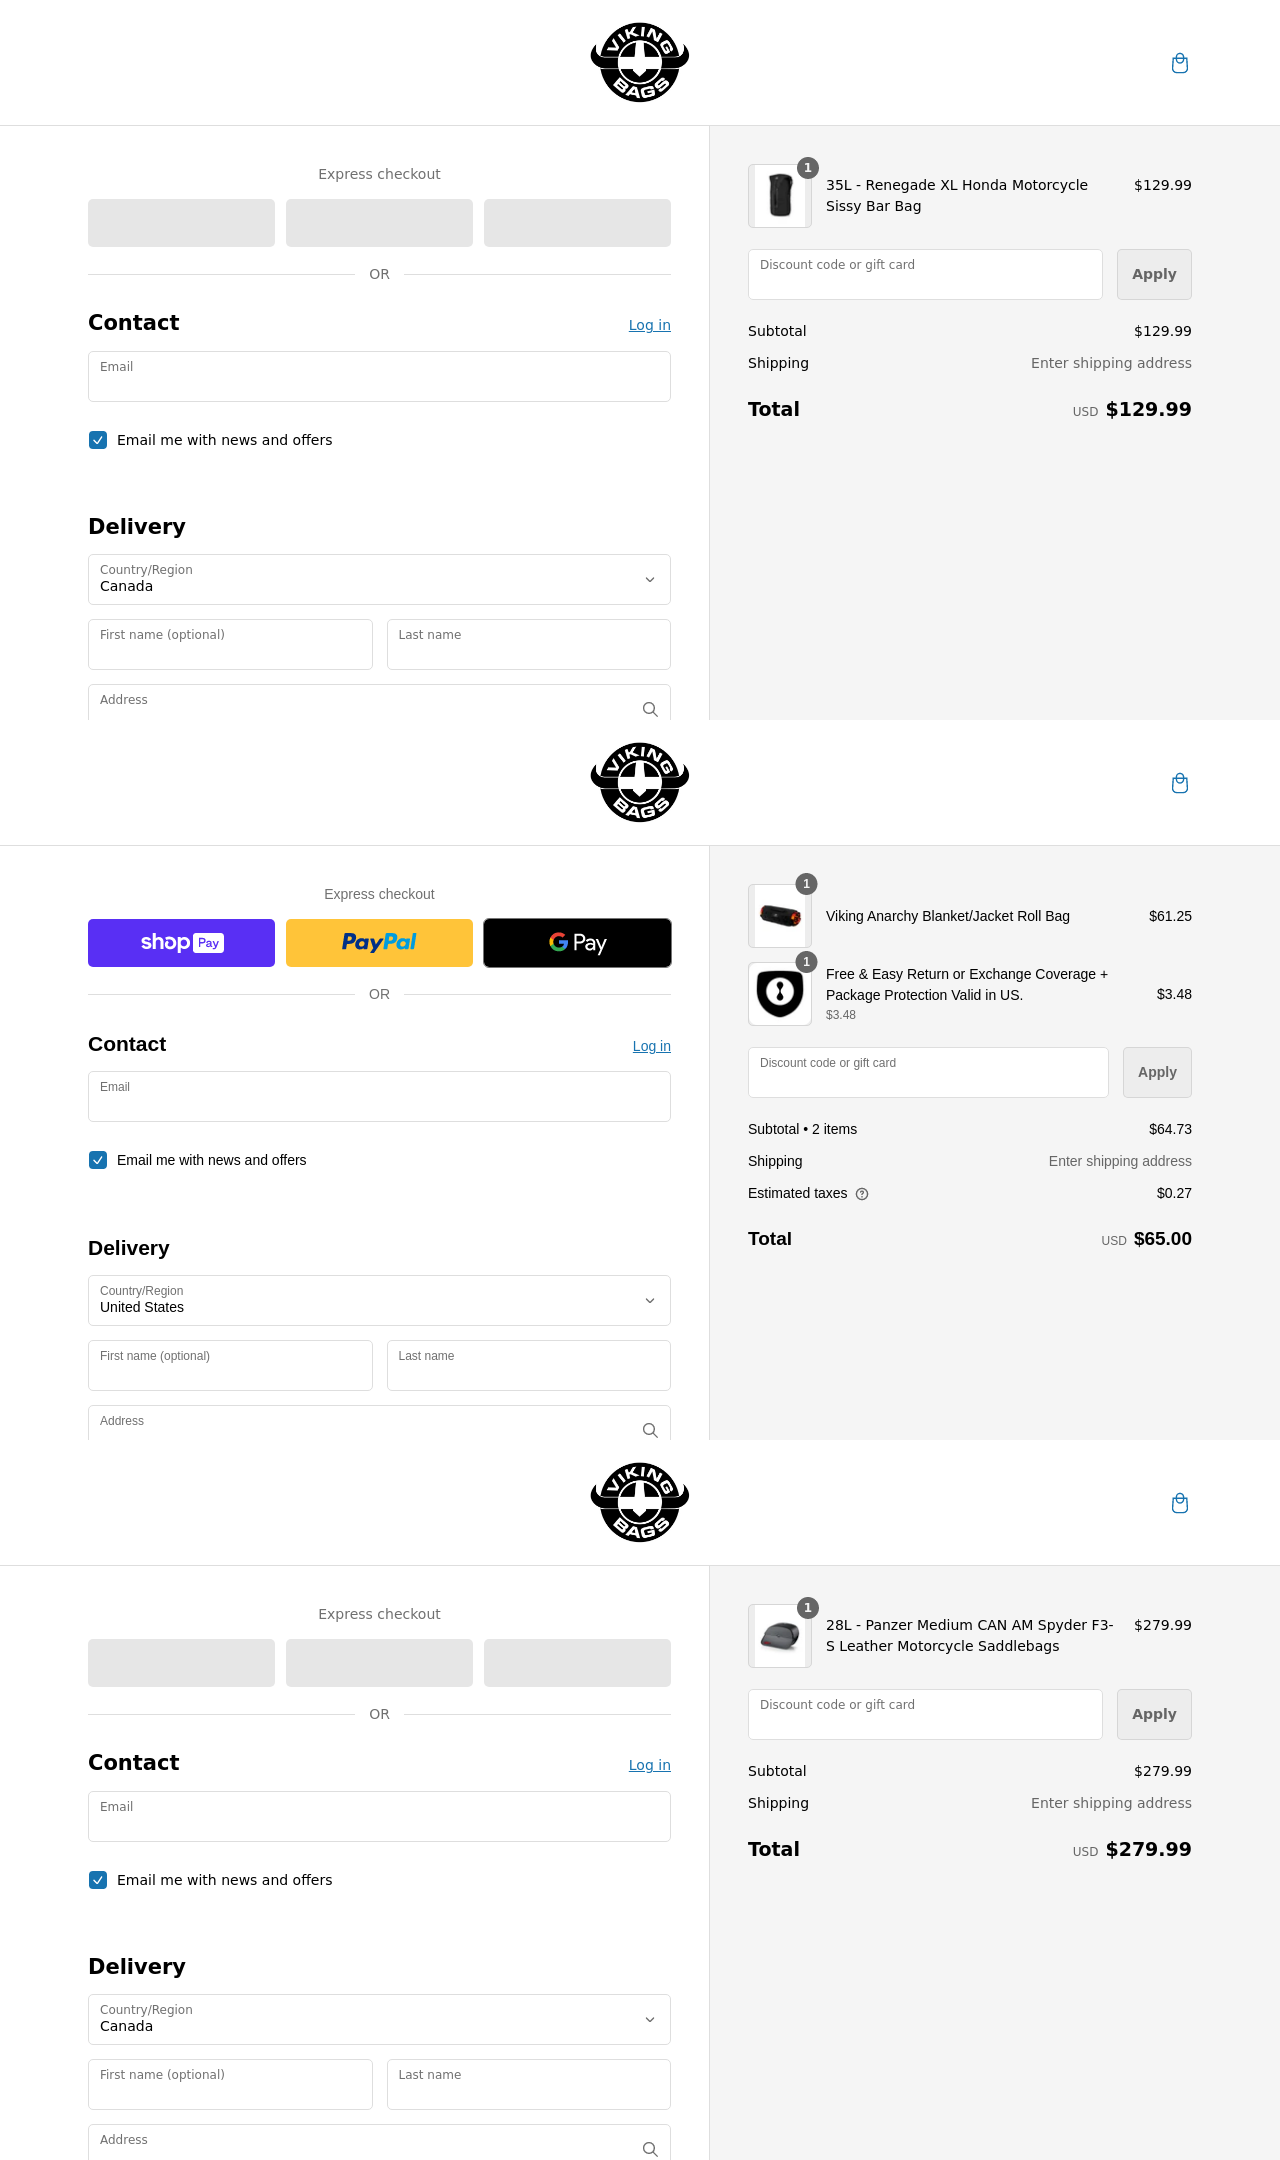 VIKING
BAGS
Express checkout
OR
Contact
Log in
Email
Email me with news and offers
Delivery
Country/Region
Canada
First name (optional)
Last name
Address
1
35L - Renegade XL Honda Motorcycle
Sissy Bar Bag
$129.99
Discount code or gift card
Apply
Subtotal
$129.99
Shipping
Enter shipping address
Total
USD $129.99
VIKING
BAGS
Express checkout
shop Pay
PayPal
G Pay
OR
Contact
Log in
Email
Email me with news and offers
Delivery
Country/Region
United States
First name (optional)
Last name
Address
1
Viking Anarchy Blanket/Jacket Roll Bag
$61.25
1
Free & Easy Return or Exchange Coverage +
Package Protection Valid in US.
$3.48
$3.48
Discount code or gift card
Apply
Subtotal • 2 items
$64.73
Shipping
Enter shipping address
Estimated taxes
$0.27
Total
USD $65.00
VIKING
BAGS
Express checkout
OR
Contact
Log in
Email
Email me with news and offers
Delivery
Country/Region
Canada
First name (optional)
Last name
Address
1
28L - Panzer Medium CAN AM Spyder F3-
S Leather Motorcycle Saddlebags
$279.99
Discount code or gift card
Apply
Subtotal
$279.99
Shipping
Enter shipping address
Total
USD $279.99